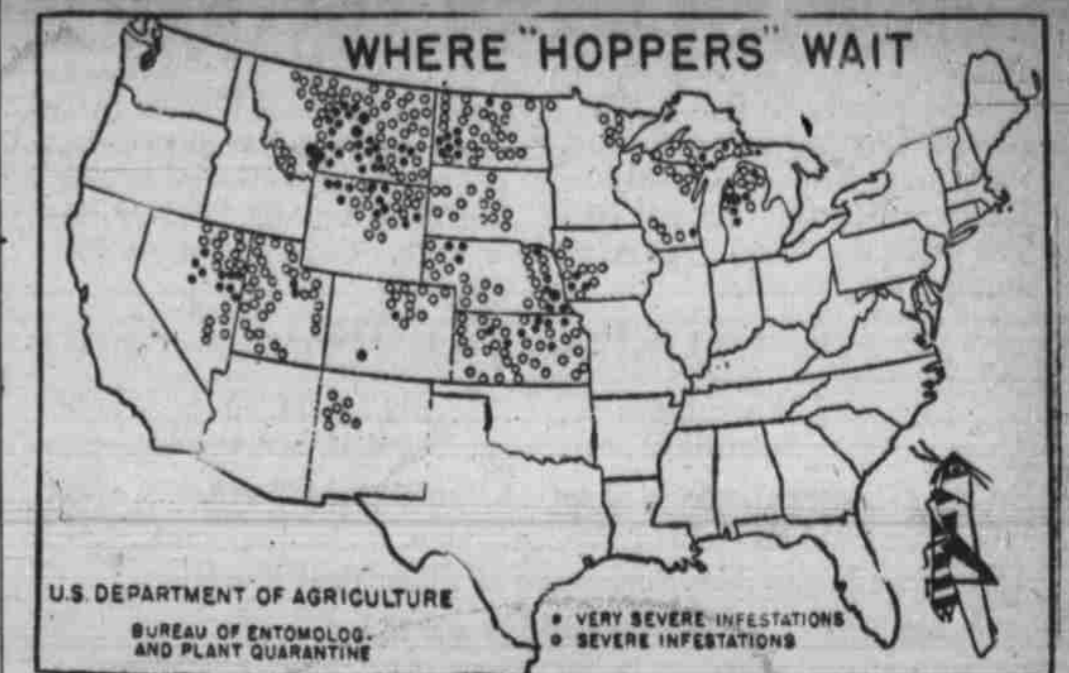 WHERE "HOPPERS" WAIT
U.S. DEPARTMENT OF AGRICULTURE
BUREAU OF ENTOMOLOG-
AND PLANT QUARANTINE
• VERY SEVERE INFESTATIONS
○ SEVERE INFESTATIONS